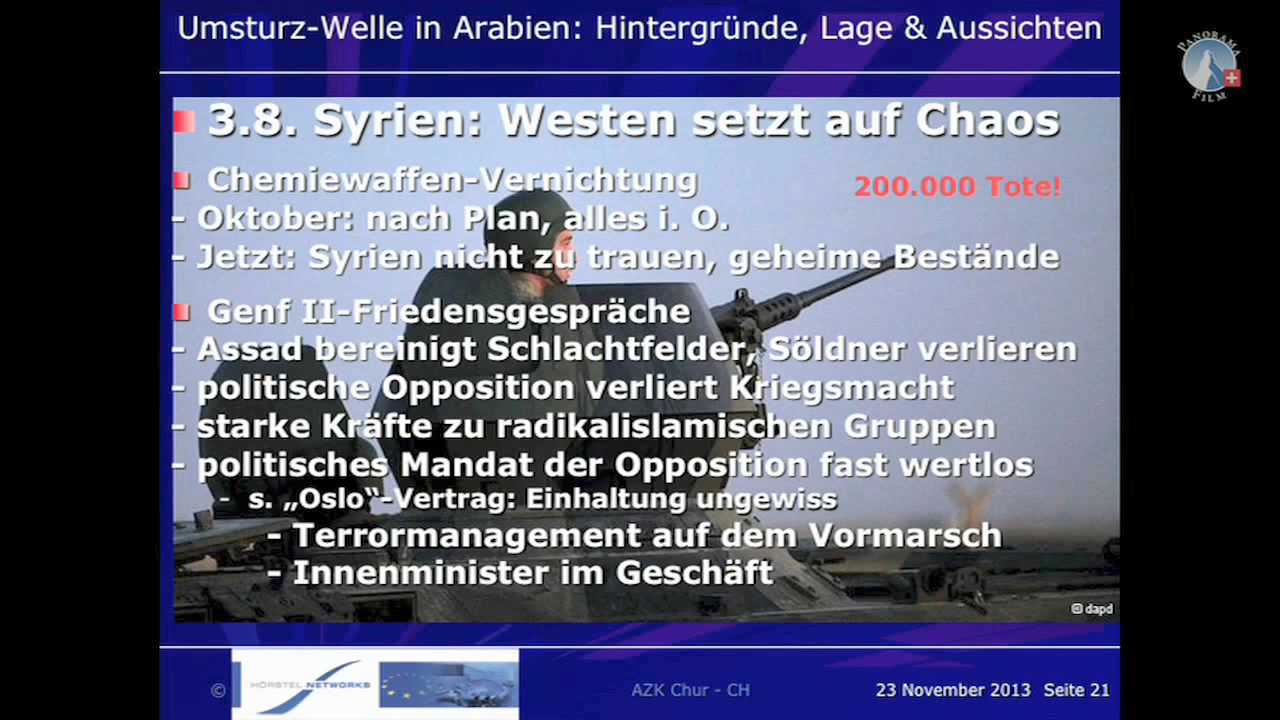 Umsturz-Welle in Arabien: Hintergründe, Lage & Aussichten
PANORAMA
FILM
3.8. Syrien: Westen setzt auf Chaos
Chemiewaffen-Vernichtung
200.000 Tote!
- Oktober: nach Plan, alles i. O.
- Jetzt: Syrien nicht zu trauen, geheime Bestände
Genf II-Friedensgespräche
- Assad bereinigt Schlachtfelder, Söldner verlieren
- politische Opposition verliert Kriegsmacht
- starke Kräfte zu radikalislamischen Gruppen
- politisches Mandat der Opposition fast wertlos
- s. „Oslo“-Vertrag: Einhaltung ungewiss
- Terrormanagement auf dem Vormarsch
- Innenminister im Geschäft
© dapd
© HÖRSTEL NETWORKS AZK Chur - CH 23 November 2013 Seite 21